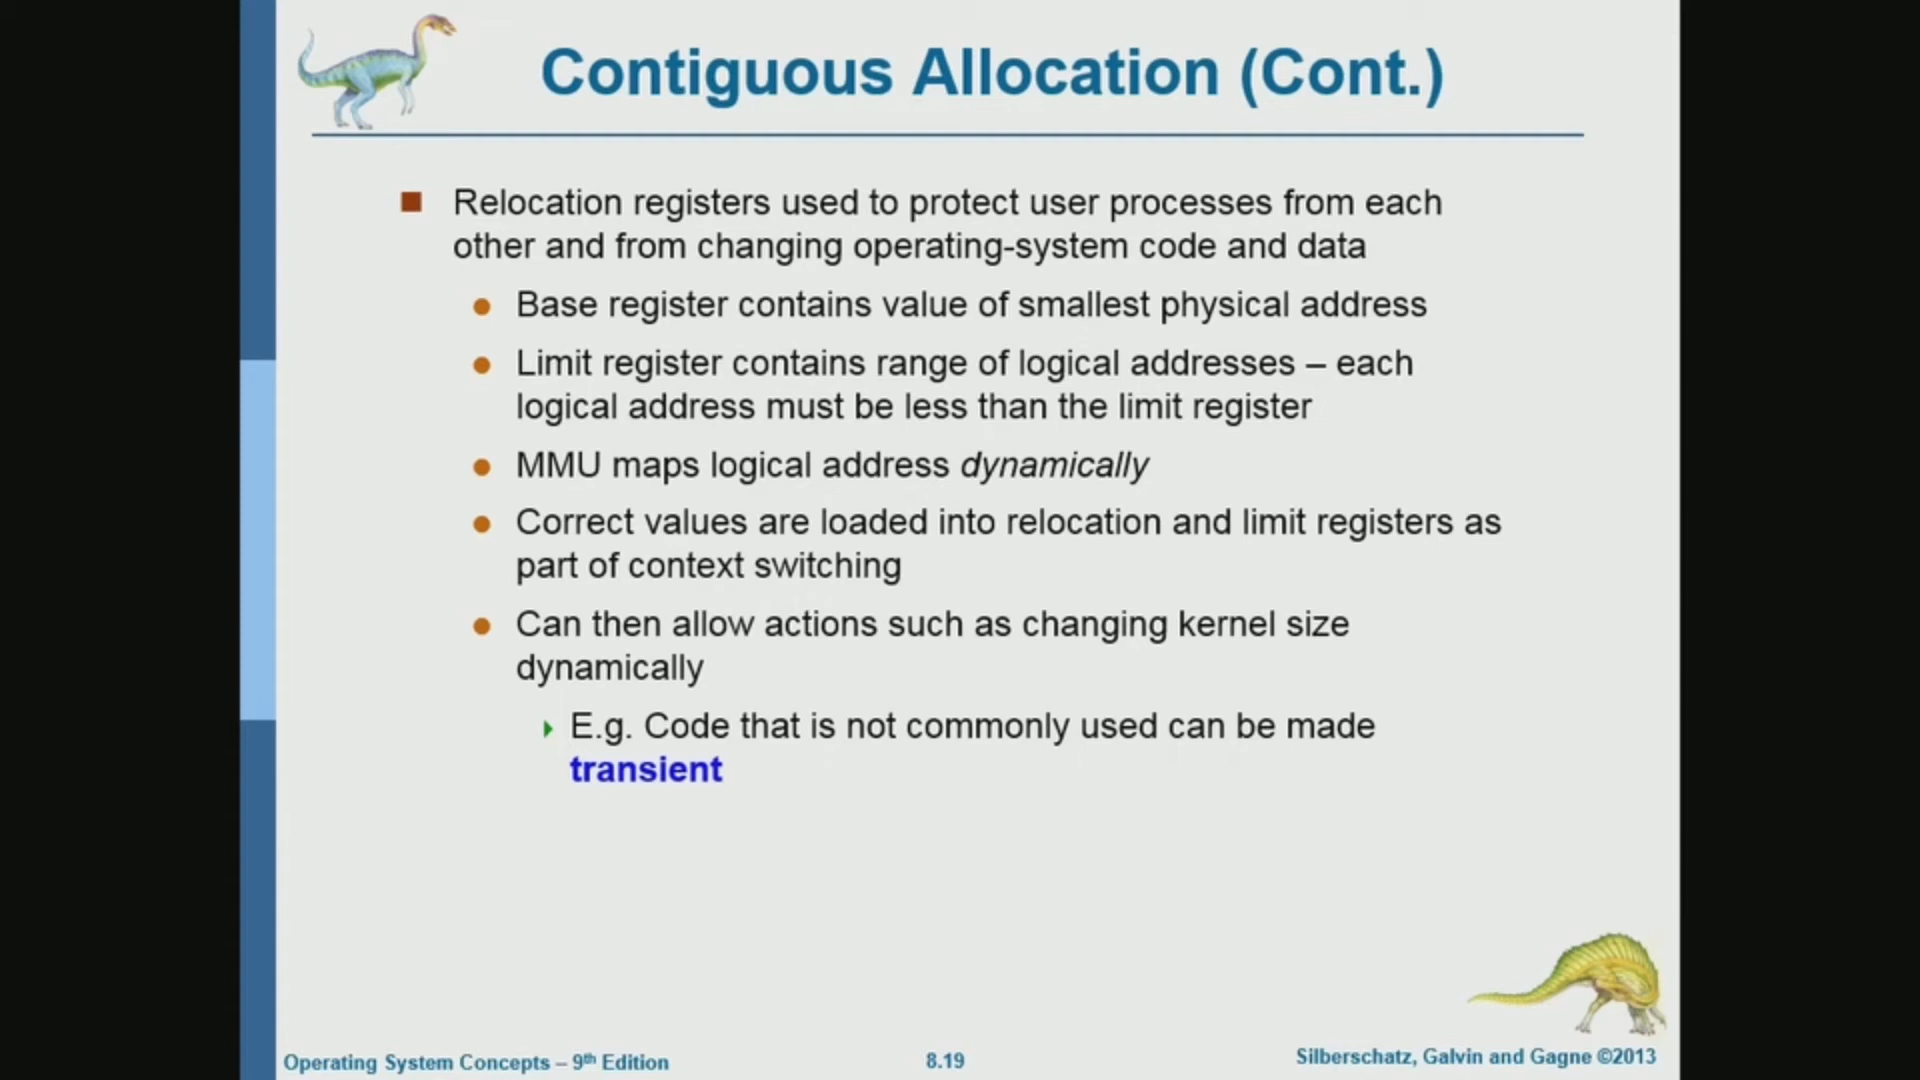 Contiguous Allocation (Cont.)
Relocation registers used to protect user processes from each
other and from changing operating-system code and data
Base register contains value of smallest physical address
Limit register contains range of logical addresses – each
logical address must be less than the limit register
MMU maps logical address dynamically
Correct values are loaded into relocation and limit registers as
part of context switching
Can then allow actions such as changing kernel size
dynamically
E.g. Code that is not commonly used can be made
transient
Operating System Concepts – 9th Edition
8.19
Silberschatz, Galvin and Gagne ©2013